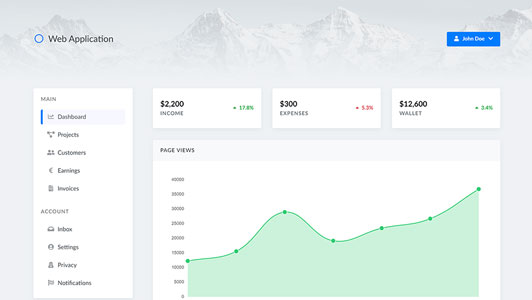 Web Application
John Doe
MAIN
Dashboard
Projects
Customers
Earnings
Invoices
ACCOUNT
Inbox
Settings
Privacy
Notifications
$2,200
INCOME
17.8%
$300
EXPENSES
5.3%
$12,600
WALLET
3.4%
PAGE VIEWS
40000
35000
30000
25000
20000
15000
10000
5000
0